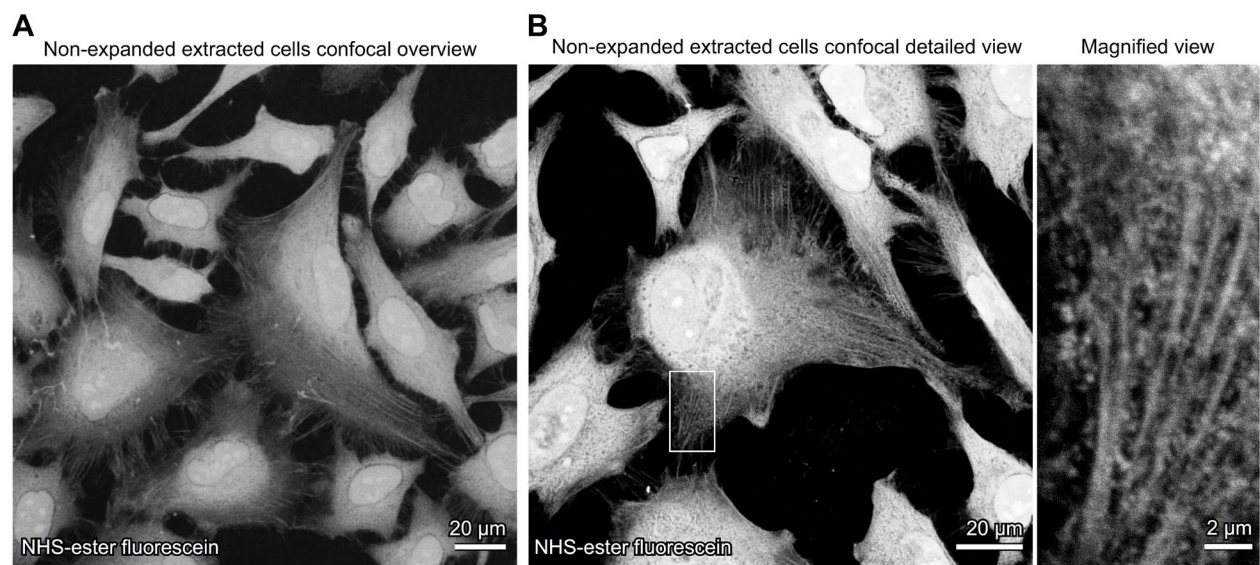 A
Non-expanded extracted cells confocal overview
NHS-ester fluorescein
20 µm
B
Non-expanded extracted cells confocal detailed view
NHS-ester fluorescein
20 µm
Magnified view
2 µm